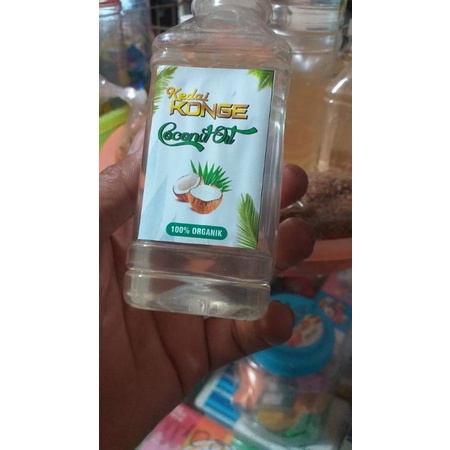 Kedai
KONGE
Coconut Oil
100% ORGANIK